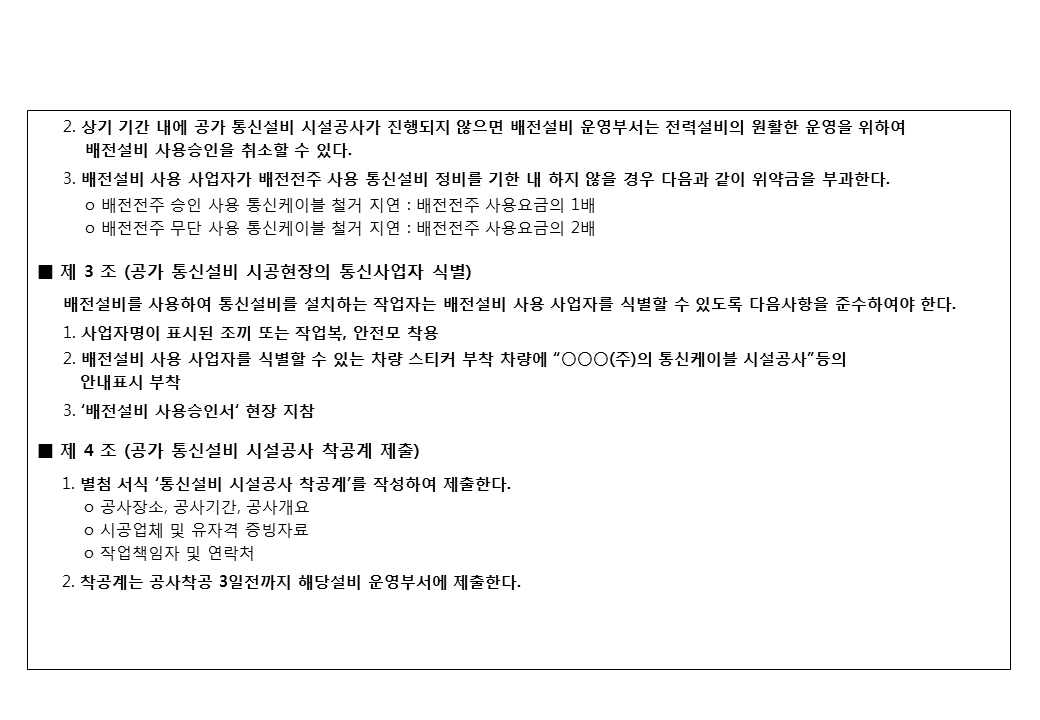 2. 상기 기간 내에 공가 통신설비 시설공사가 진행되지 않으면 배전설비 운영부서는 전력설비의 원활한 운영을 위하여
배전설비 사용승인을 취소할 수 있다.
3. 배전설비 사용 사업자가 배전전주 사용 통신설비 정비를 기한 내 하지 않을 경우 다음과 같이 위약금을 부과한다.
ο 배전전주 승인 사용 통신케이블 철거 지연 : 배전전주 사용요금의 1배
ο 배전전주 무단 사용 통신케이블 철거 지연 : 배전전주 사용요금의 2배
■ 제 3 조 (공가 통신설비 시공현장의 통신사업자 식별)
배전설비를 사용하여 통신설비를 설치하는 작업자는 배전설비 사용 사업자를 식별할 수 있도록 다음사항을 준수하여야 한다.
1. 사업자명이 표시된 조끼 또는 작업복, 안전모 착용
2. 배전설비 사용 사업자를 식별할 수 있는 차량 스티커 부착 차량에 “○○○(주)의 통신케이블 시설공사”등의
안내표시 부착
3. ‘배전설비 사용승인서‘ 현장 지참
■ 제 4 조 (공가 통신설비 시설공사 착공계 제출)
1. 별첨 서식 ‘통신설비 시설공사 착공계’를 작성하여 제출한다.
ο 공사장소, 공사기간, 공사개요
ο 시공업체 및 유자격 증빙자료
ο 작업책임자 및 연락처
2. 착공계는 공사착공 3일전까지 해당설비 운영부서에 제출한다.